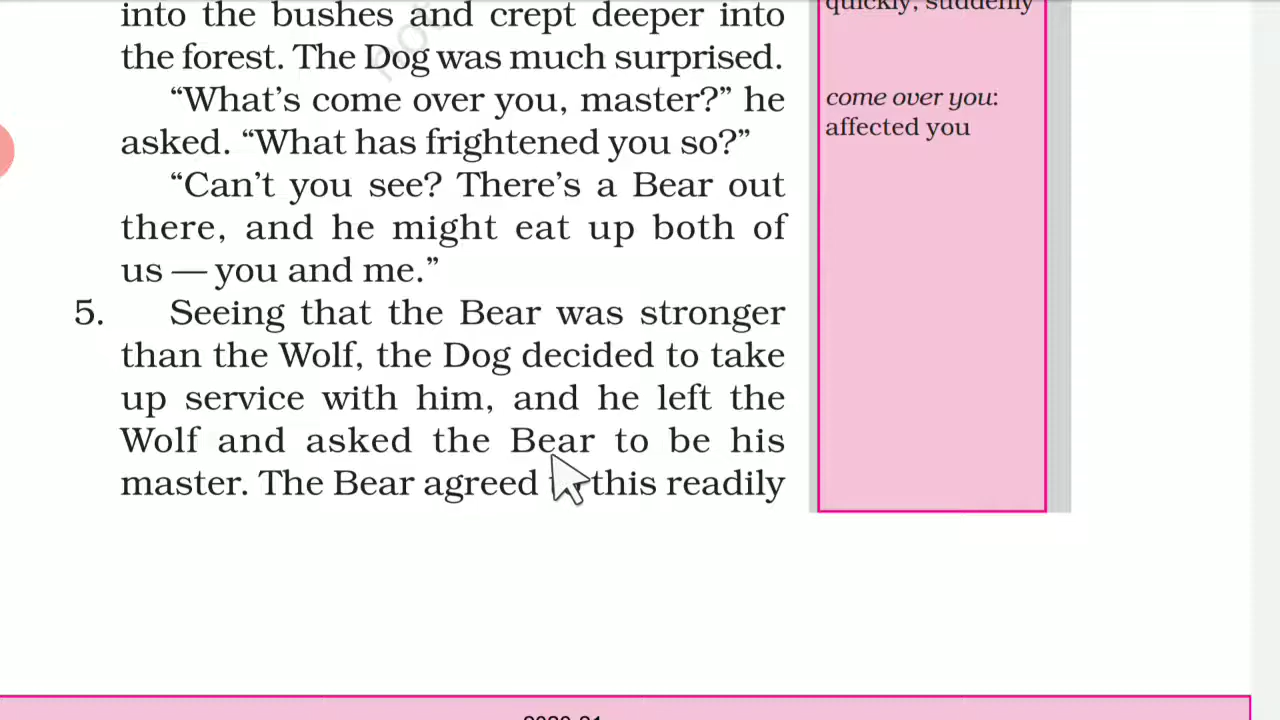 into the bushes and crept deeper into
the forest. The Dog was much surprised.
“What’s come over you, master?” he
asked. “What has frightened you so?”
“Can’t you see? There’s a Bear out
there, and he might eat up both of
us — you and me.”
5. Seeing that the Bear was stronger
than the Wolf, the Dog decided to take
up service with him, and he left the
Wolf and asked the Bear to be his
master. The Bear agreed this readily
quickly, suddenly
come over you:
affected you
not